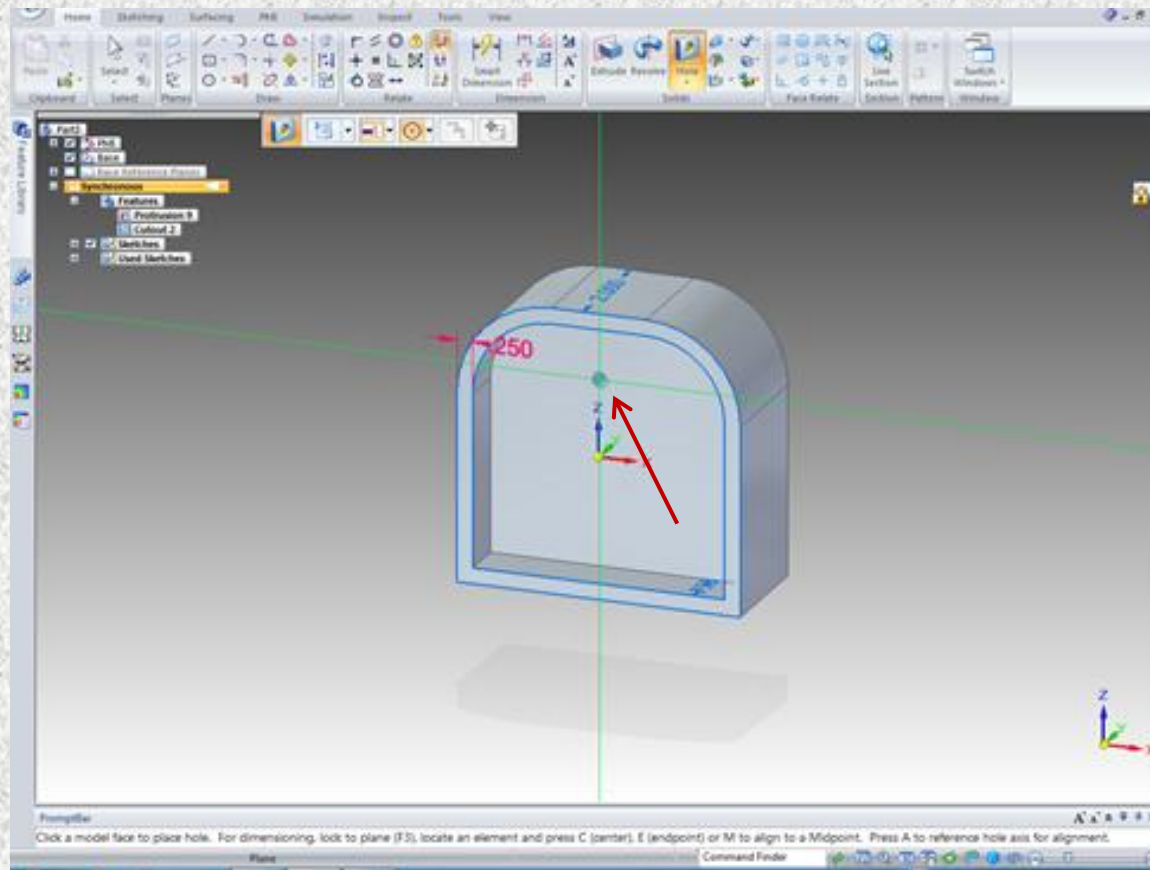 Home Sketching Surfacing PMI Simulation Inspect Tools View
Paste Select Smart Dimension Extrude Revolve Hole Live Section Switch Windows
Clipboard Select Planes Draw Relate Dimension Solids Face Relate Section Pattern Window
Feature Library
Part2
PMI
Base
Base Reference Planes
Synchronous
Features
Protrusion 9
Cutout 2
Sketches
Used Sketches
.250
Z
X
Z
PromptBar
Click a model face to place hole. For dimensioning, lock to plane (F3), locate an element and press C (center), E (endpoint) or M to align to a Midpoint. Press A to reference hole axis for alignment.
Plane Command Finder